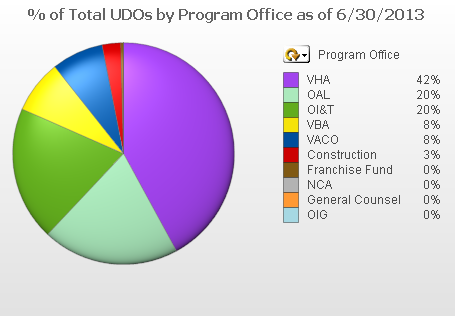 % of Total UDOs by Program Office as of 6/30/2013
Program Office
VHA 42%
OAL 20%
OI&T 20%
VBA 8%
VACO 8%
Construction 3%
Franchise Fund 0%
NCA 0%
General Counsel 0%
OIG 0%